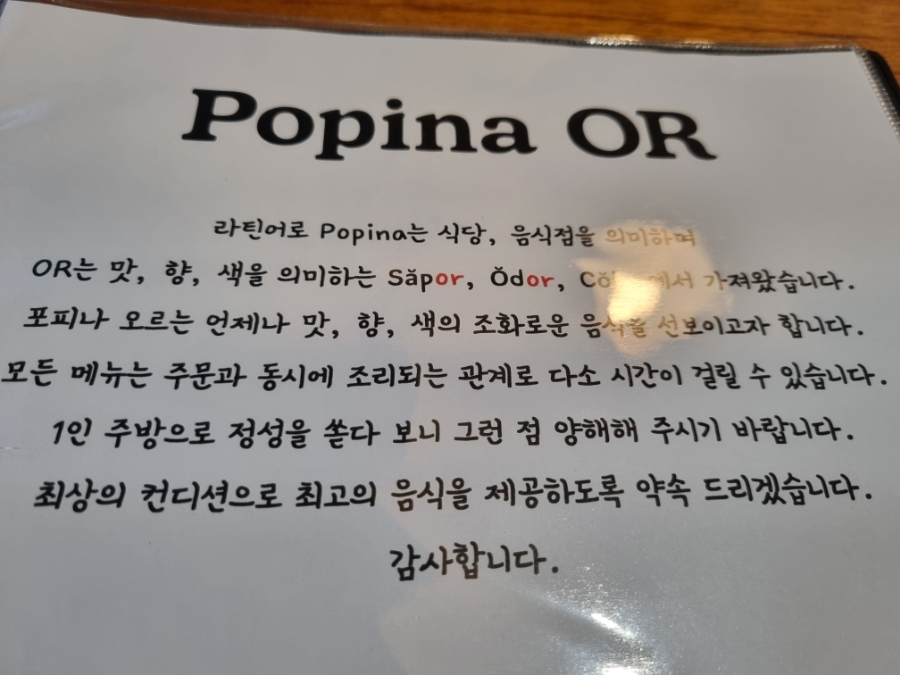 Popina OR
라틴어로 Popina는 식당, 음식점을 의미하며
OR는 맛, 향, 색을 의미하는 Săpor, Ŏdor, 가져왔습니다.
포피나 오르는 언제나 맛, 향, 색의 조화로운 음식을 선보이고자 합니다.
모든 메뉴는 주문과 동시에 조리되는 관계로 다소 시간이 걸릴 수 있습니다.
1인 주방으로 정성을 쏟다 보니 그런 점 양해해 주시기 바랍니다.
최상의 컨디션으로 최고의 음식을 제공하도록 약속 드리겠습니다.
감사합니다.